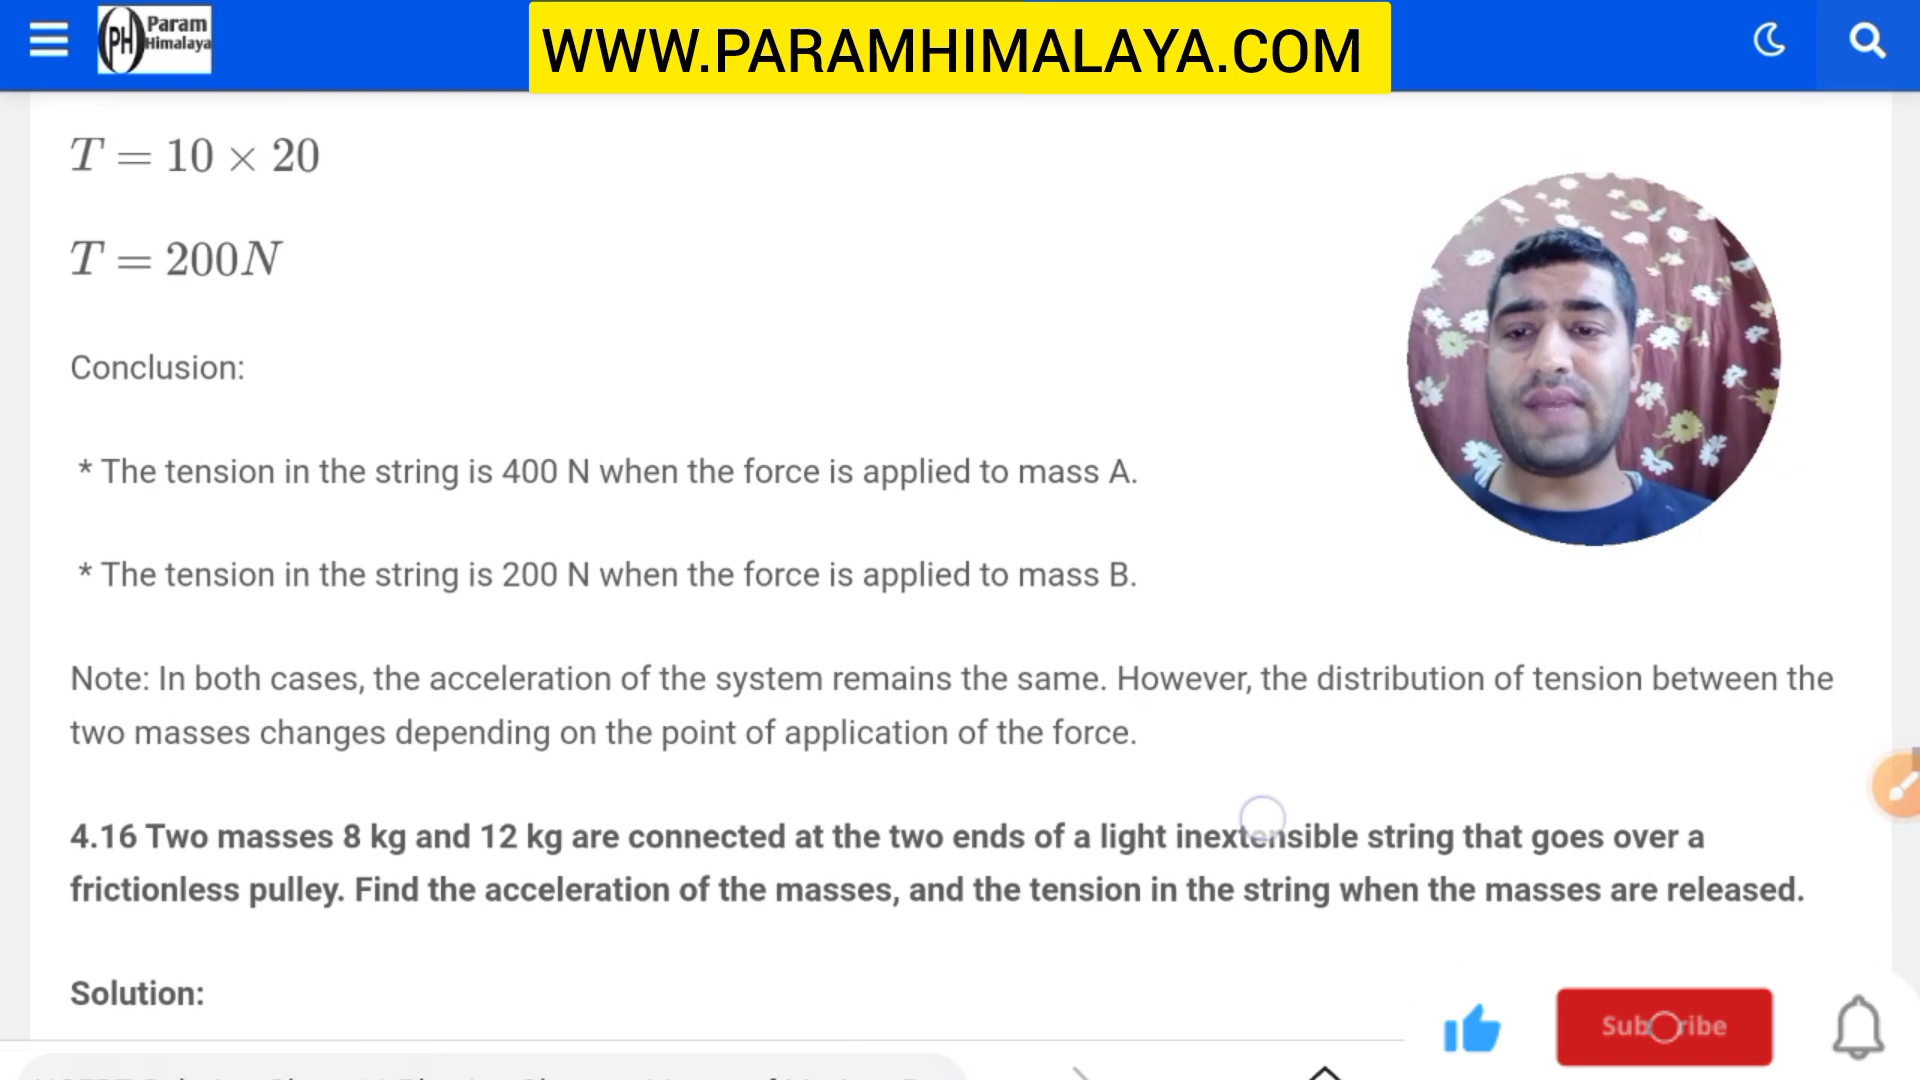 PH Param
Himalaya
WWW.PARAMHIMALAYA.COM
T = 10 × 20
T = 200N
Conclusion:
* The tension in the string is 400 N when the force is applied to mass A.
* The tension in the string is 200 N when the force is applied to mass B.
Note: In both cases, the acceleration of the system remains the same. However, the distribution of tension between the
two masses changes depending on the point of application of the force.
4.16 Two masses 8 kg and 12 kg are connected at the two ends of a light inextensible string that goes over a
frictionless pulley. Find the acceleration of the masses, and the tension in the string when the masses are released.
Solution:
Subscribe